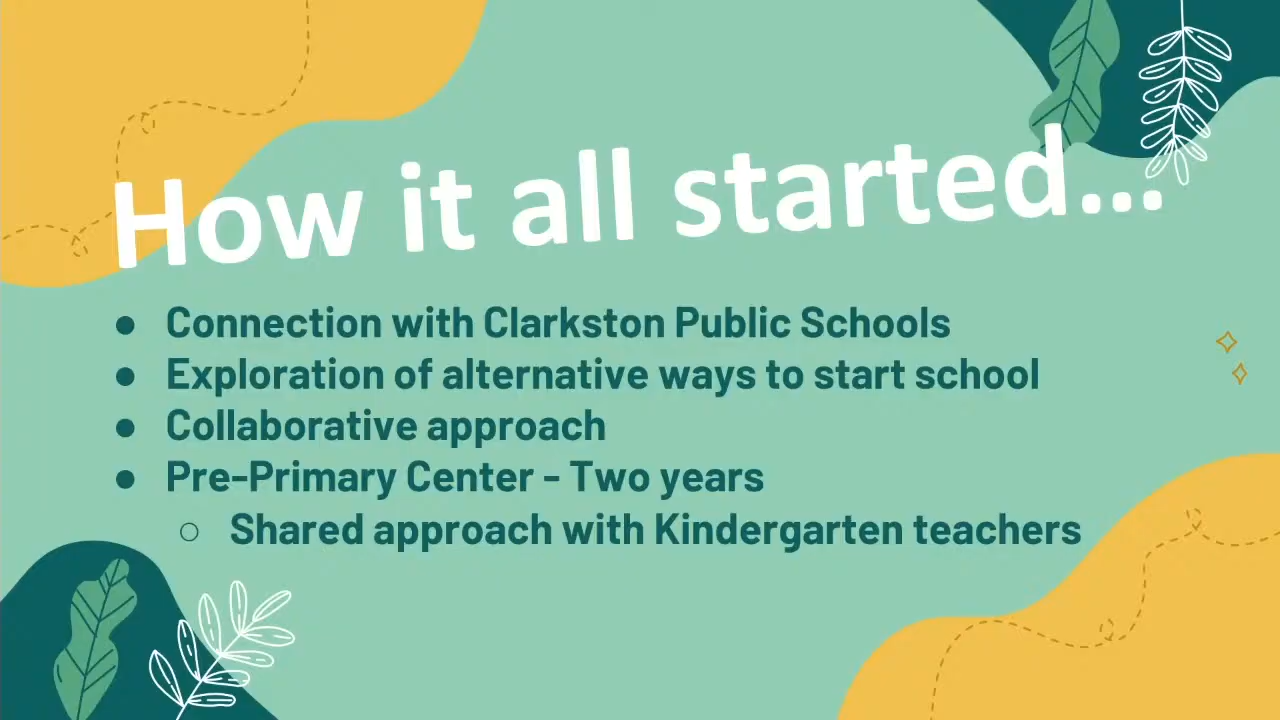 How it all started...
● Connection with Clarkston Public Schools
● Exploration of alternative ways to start school
● Collaborative approach
● Pre-Primary Center - Two years
○ Shared approach with Kindergarten teachers